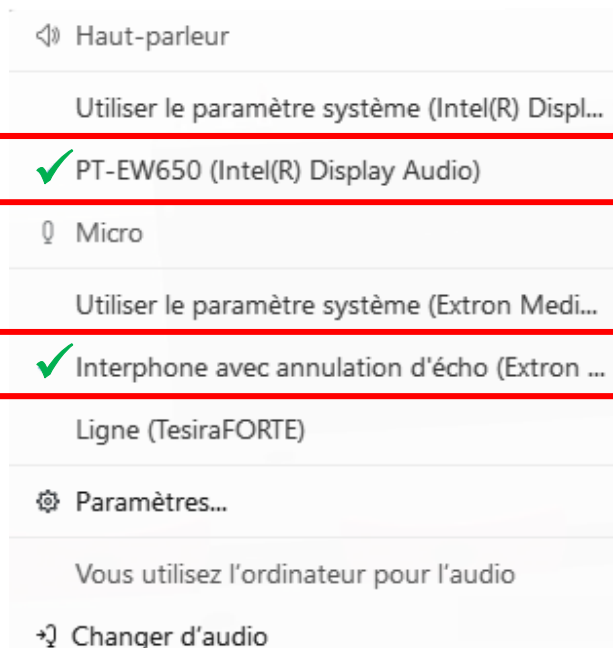 Haut-parleur
Utiliser le paramètre système (Intel(R) Displ...
PT-EW650 (Intel(R) Display Audio)
Micro
Utiliser le paramètre système (Extron Medi...
Interphone avec annulation d'écho (Extron ...
Ligne (TesiraFORTE)
Paramètres...
Vous utilisez l’ordinateur pour l’audio
Changer d’audio